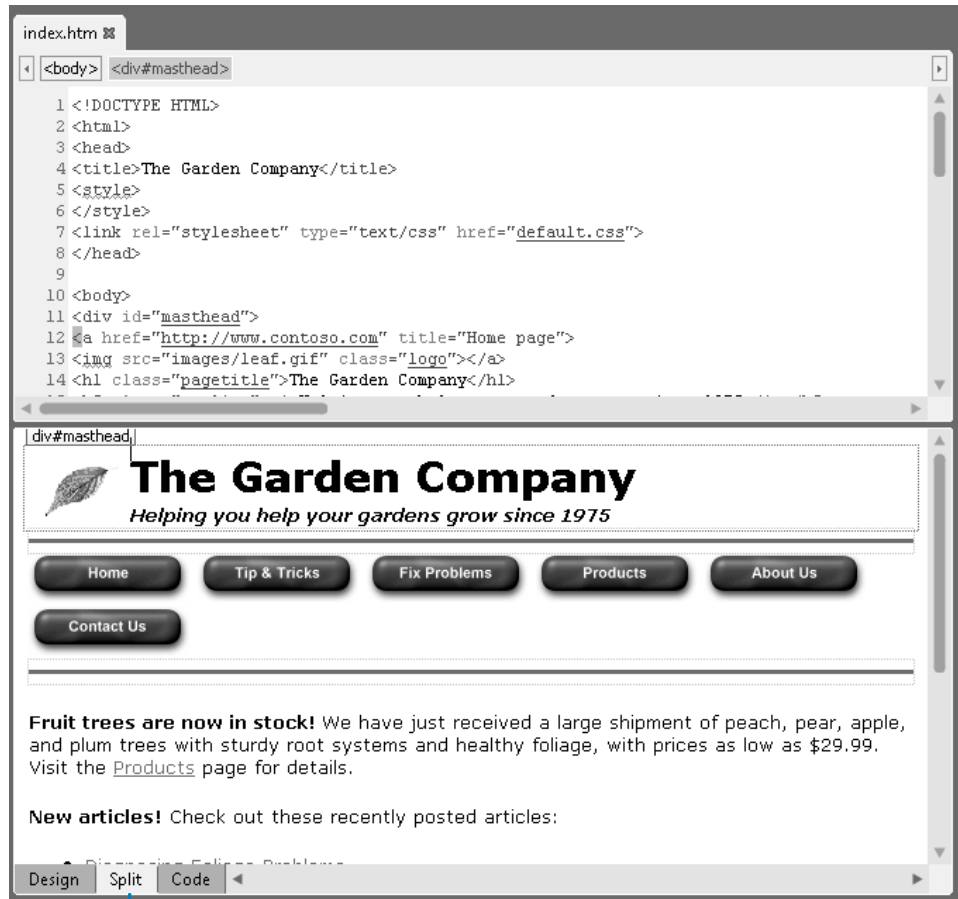 index.htm
<body> <div#masthead>
1 <!DOCTYPE HTML>
2 <html>
3 <head>
4 <title>The Garden Company</title>
5 <style>
6 </style>
7 <link rel="stylesheet" type="text/css" href="default.css">
8 </head>
9
10 <body>
11 <div id="masthead">
12 <a href="http://www.contoso.com" title="Home page">
13 <img src="images/leaf.gif" class="logo"></a>
14 <h1 class="pagetitle">The Garden Company</h1>
div#masthead
The Garden Company
Helping you help your gardens grow since 1975
Home Tip & Tricks Fix Problems Products About Us
Contact Us
Fruit trees are now in stock! We have just received a large shipment of peach, pear, apple,
and plum trees with sturdy root systems and healthy foliage, with prices as low as $29.99.
Visit the Products page for details.
New articles! Check out these recently posted articles:
Design Split Code